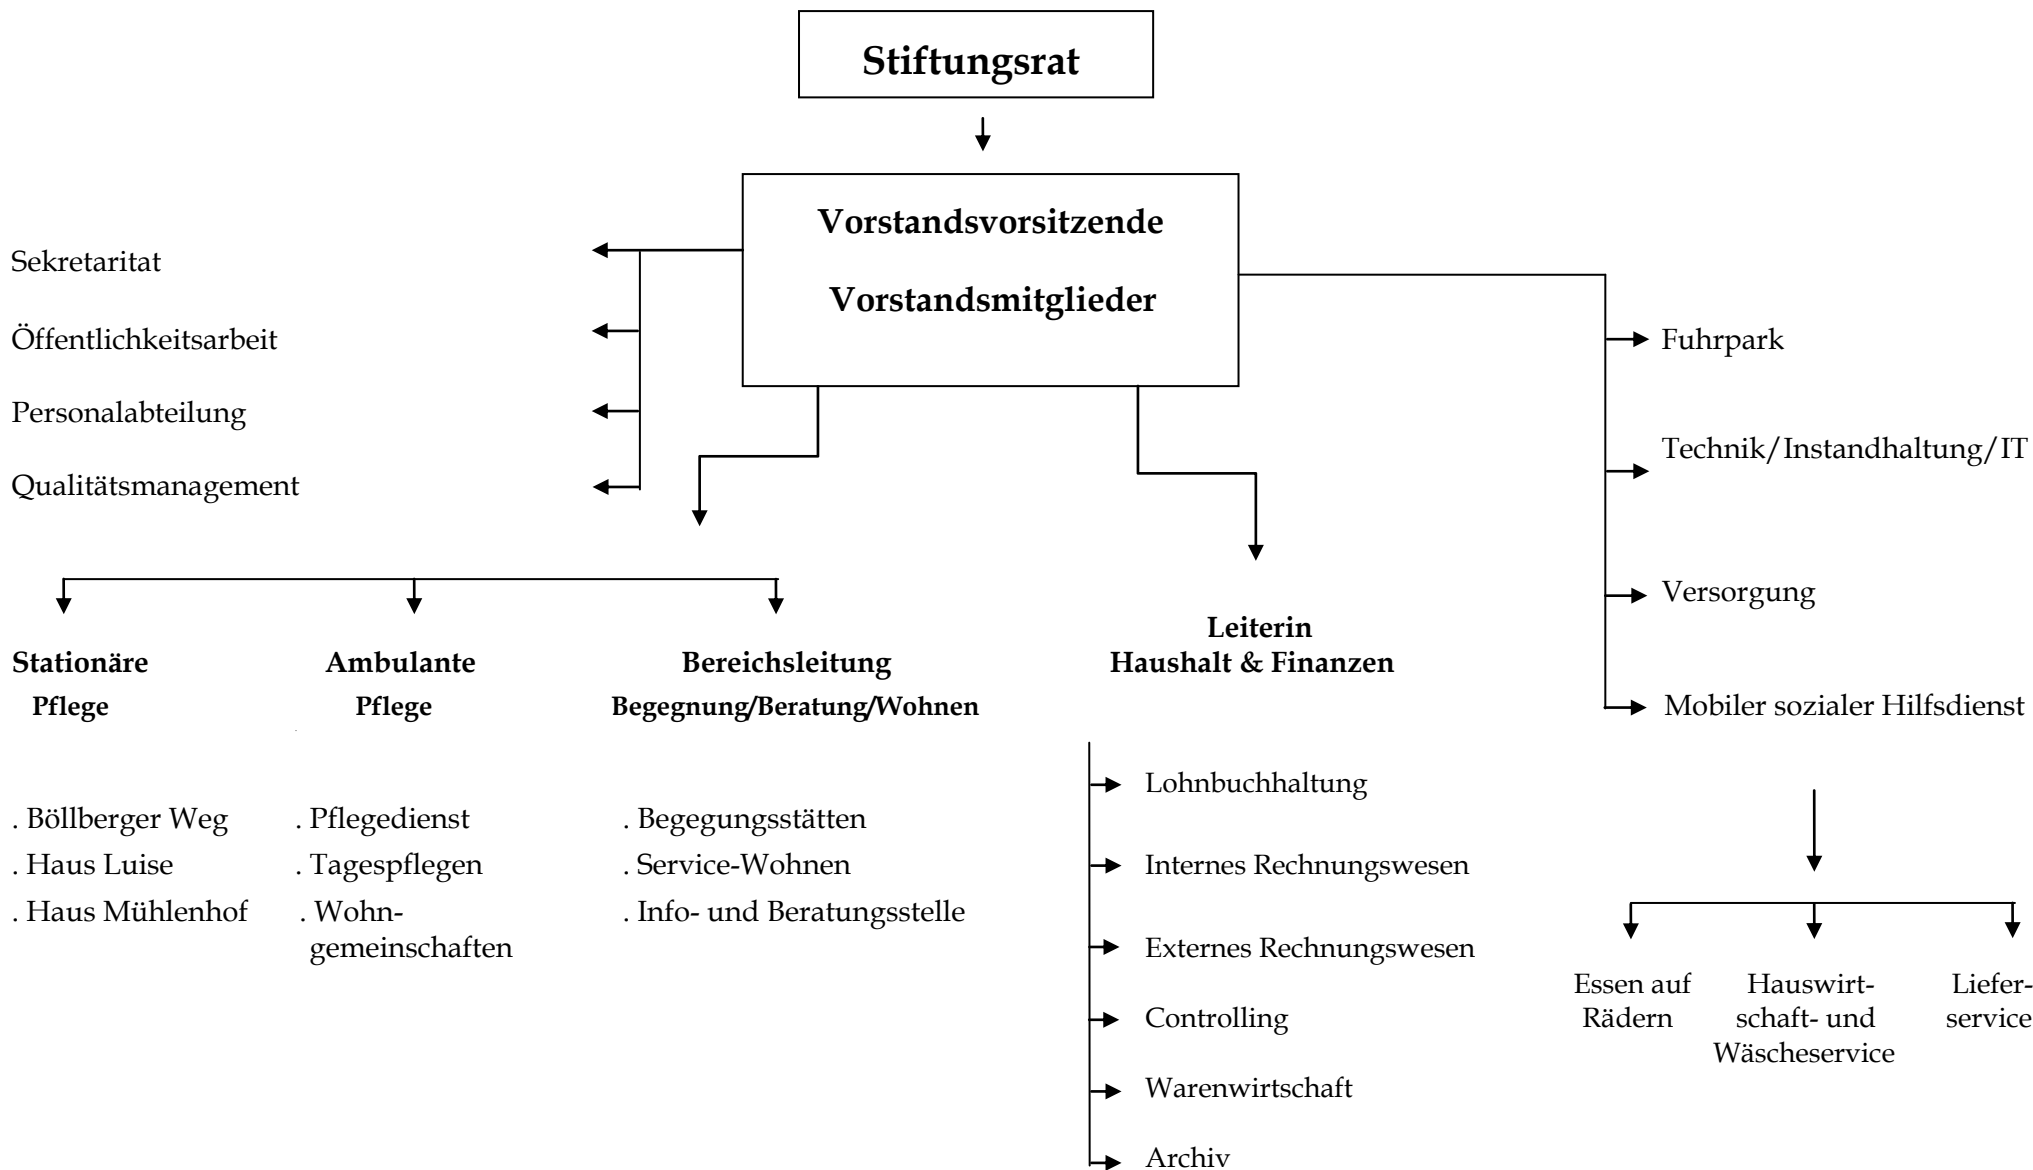 Stiftungsrat
Vorstandsvorsitzende
Vorstandsmitglieder
Sekretaritat
Öffentlichkeitsarbeit
Personalabteilung
Qualitätsmanagement
Fuhrpark
Technik/Instandhaltung/IT
Versorgung
Mobiler sozialer Hilfsdienst
Stationäre
Pflege
. Böllberger Weg
. Haus Luise
. Haus Mühlenhof
Ambulante
Pflege
. Pflegedienst
. Tagespflegen
. Wohn-
gemeinschaften
Bereichsleitung
Begegnung/Beratung/Wohnen
. Begegungsstätten
. Service-Wohnen
. Info- und Beratungsstelle
Leiterin
Haushalt & Finanzen
Lohnbuchhaltung
Internes Rechnungswesen
Externes Rechnungswesen
Controlling
Warenwirtschaft
Archiv
Essen auf
Rädern
Hauswirt-
schaft- und
Wäscheservice
Liefer-
service